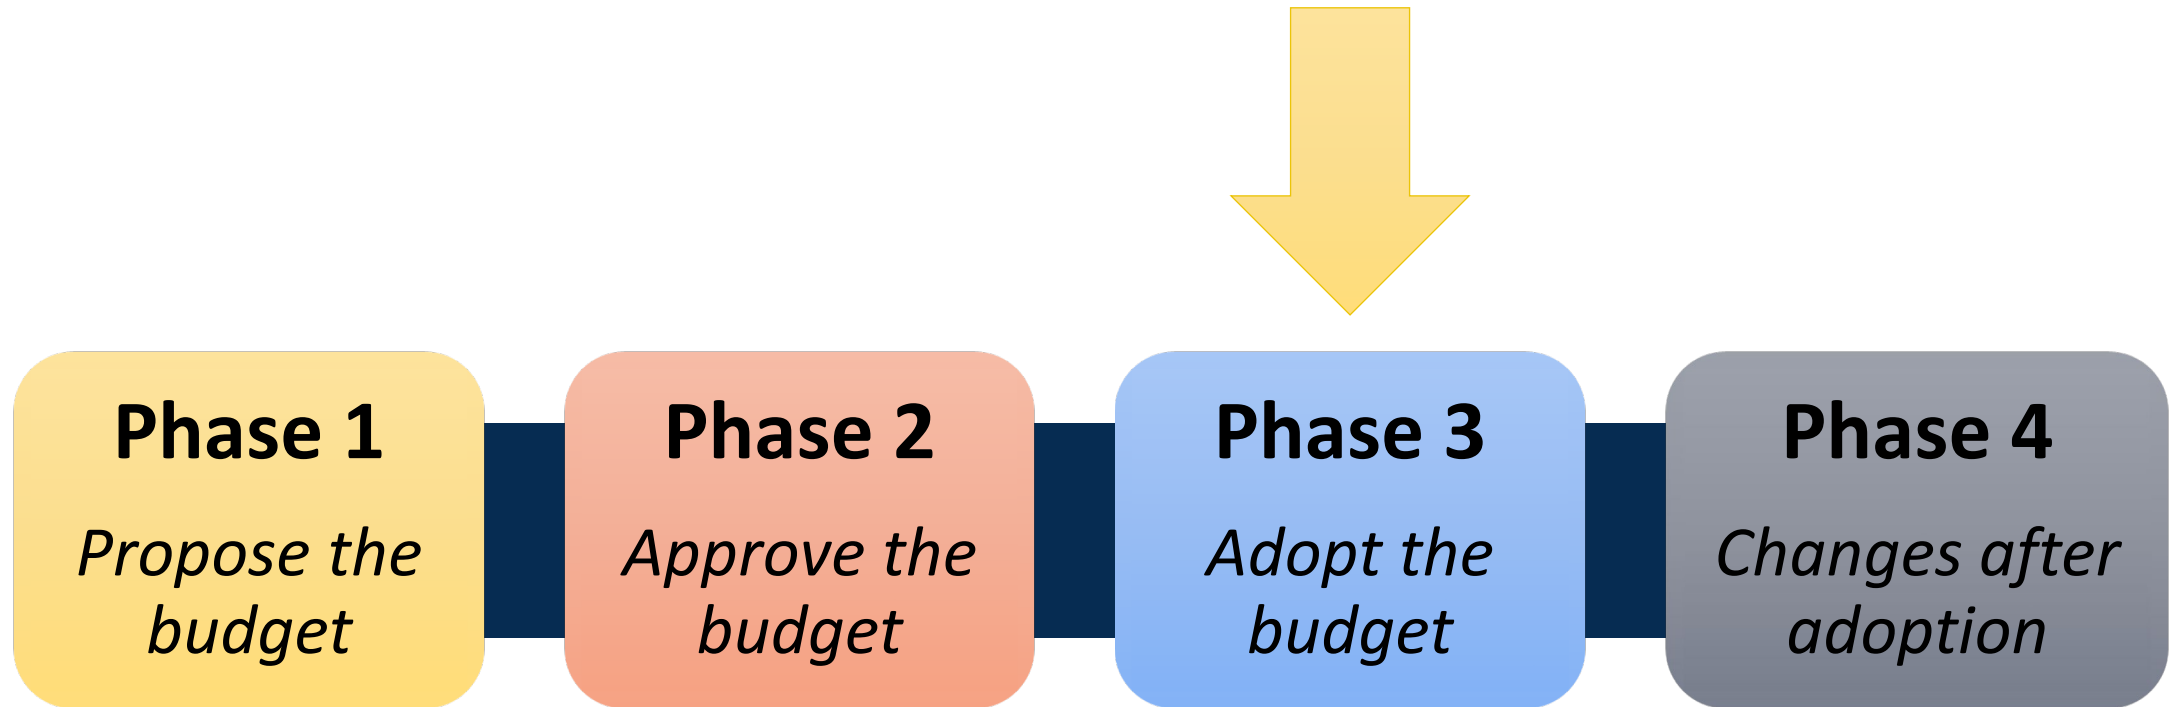 Phase 1
Propose the
budget
Phase 2
Approve the
budget
Phase 3
Adopt the
budget
Phase 4
Changes after
adoption